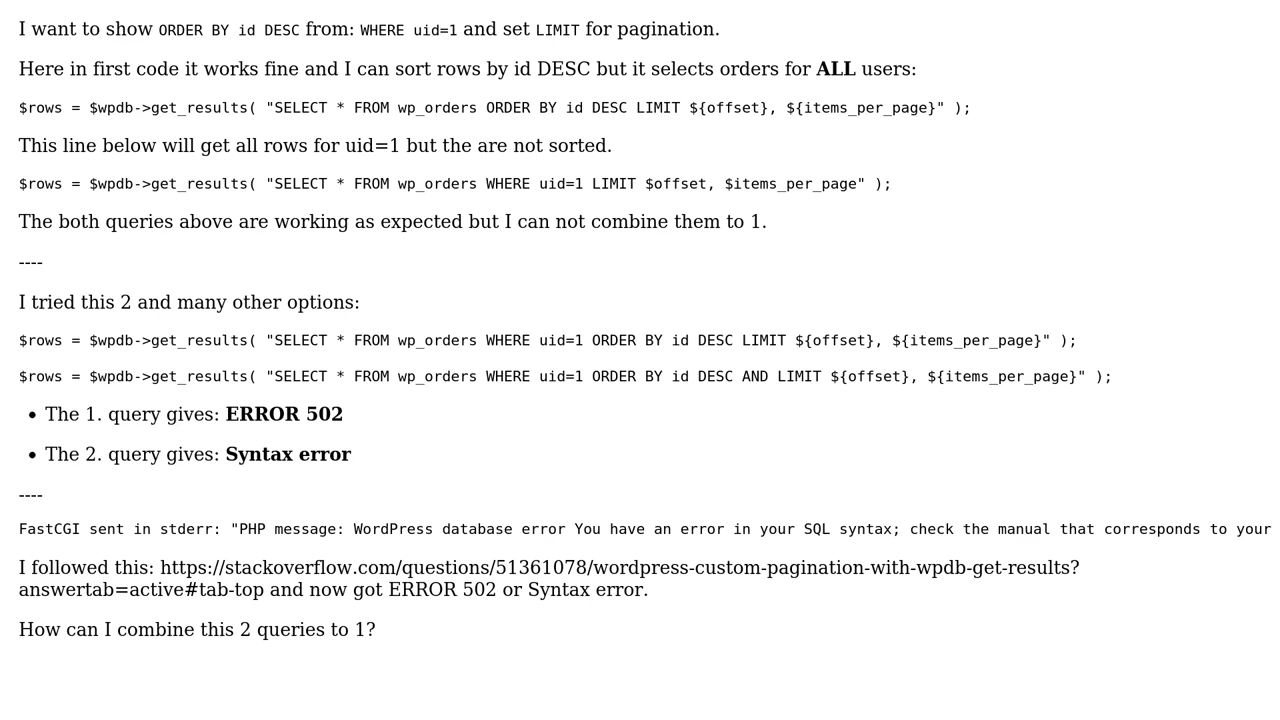 I want to show ORDER BY id DESC from: WHERE uid=1 and set LIMIT for pagination.
Here in first code it works fine and I can sort rows by id DESC but it selects orders for ALL users:
$rows = $wpdb->get_results( "SELECT * FROM wp_orders ORDER BY id DESC LIMIT ${offset}, ${items_per_page}" );
This line below will get all rows for uid=1 but the are not sorted.
$rows = $wpdb->get_results( "SELECT * FROM wp_orders WHERE uid=1 LIMIT $offset, $items_per_page" );
The both queries above are working as expected but I can not combine them to 1.
----
I tried this 2 and many other options:
$rows = $wpdb->get_results( "SELECT * FROM wp_orders WHERE uid=1 ORDER BY id DESC LIMIT ${offset}, ${items_per_page}" );
$rows = $wpdb->get_results( "SELECT * FROM wp_orders WHERE uid=1 ORDER BY id DESC AND LIMIT ${offset}, ${items_per_page}" );
• The 1. query gives: ERROR 502
• The 2. query gives: Syntax error
----
FastCGI sent in stderr: "PHP message: WordPress database error You have an error in your SQL syntax; check the manual that corresponds to your
I followed this: https://stackoverflow.com/questions/51361078/wordpress-custom-pagination-with-wpdb-get-results?
answertab=active#tab-top and now got ERROR 502 or Syntax error.
How can I combine this 2 queries to 1?